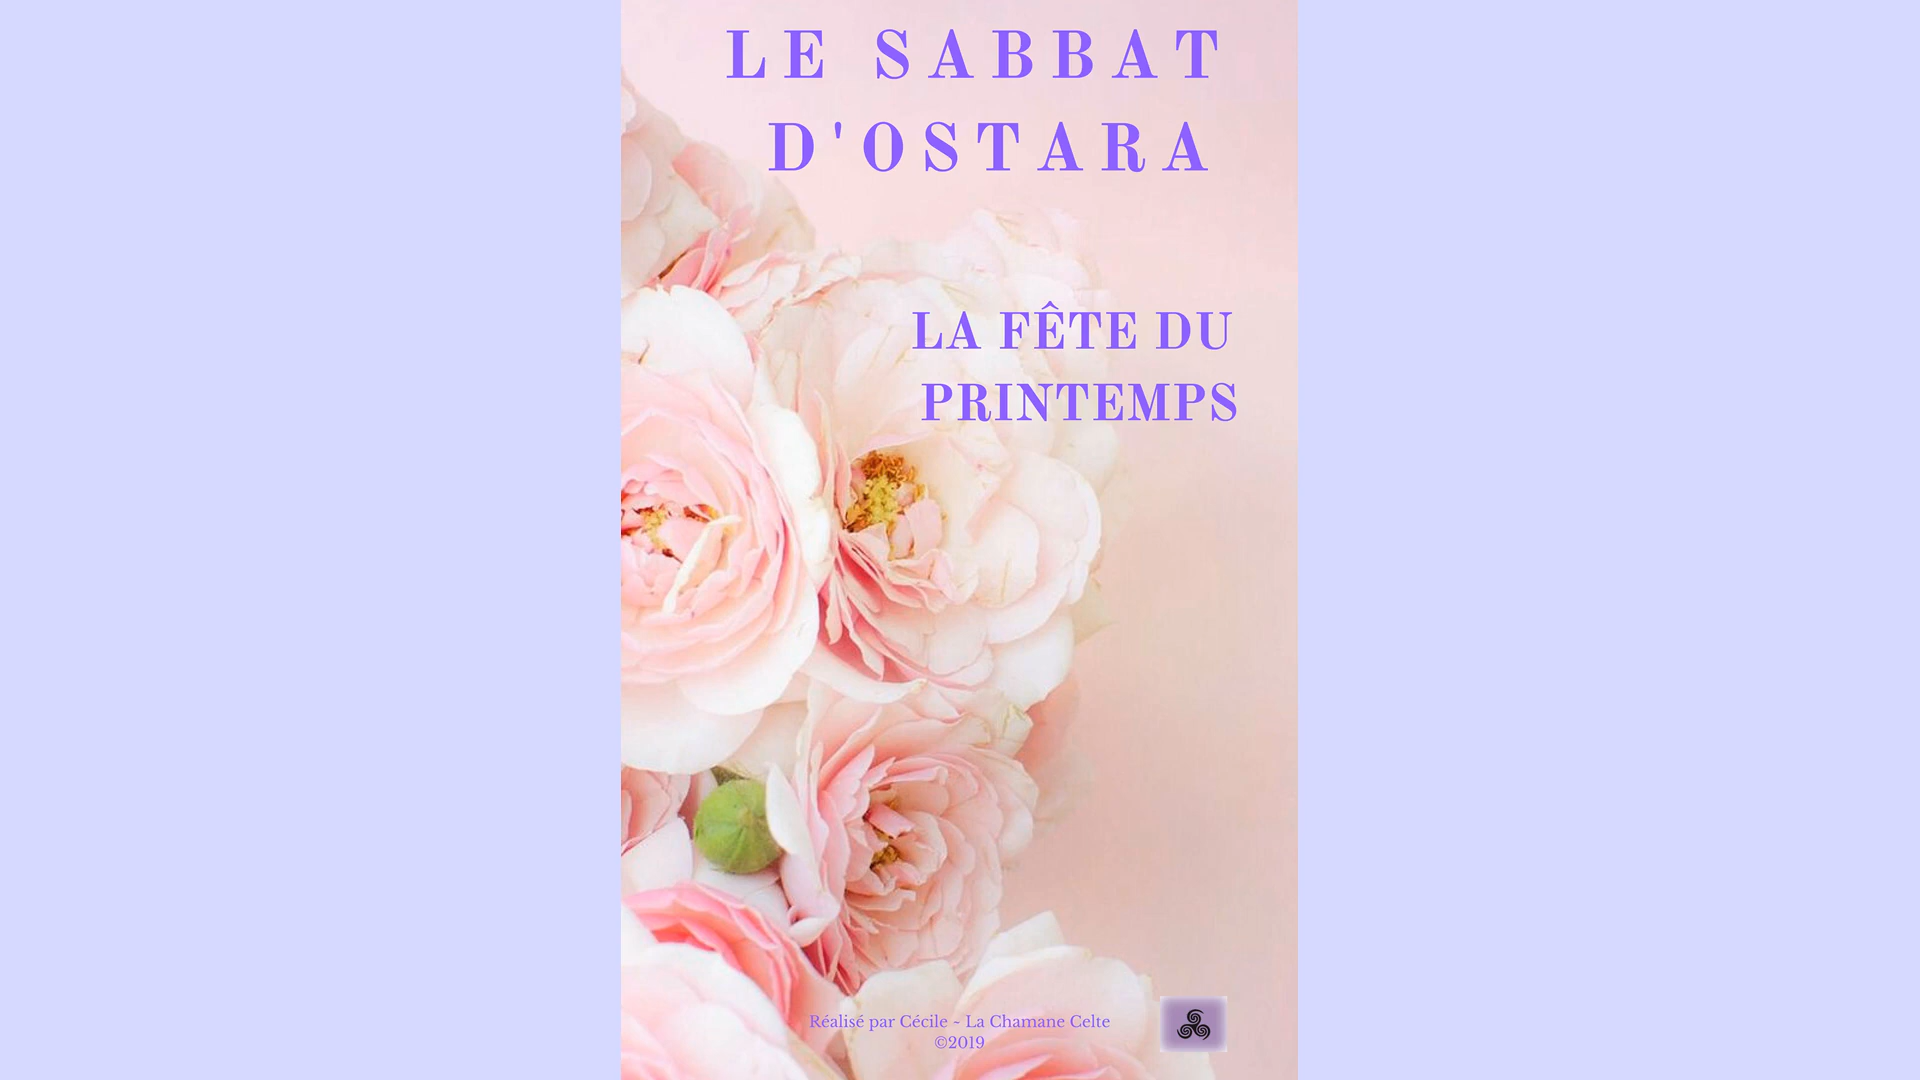 LE SABBAT
D'OSTARA
LA FÊTE DU
PRINTEMPS
Réalisé par Cécile ~ La Chamane Celte
©2019